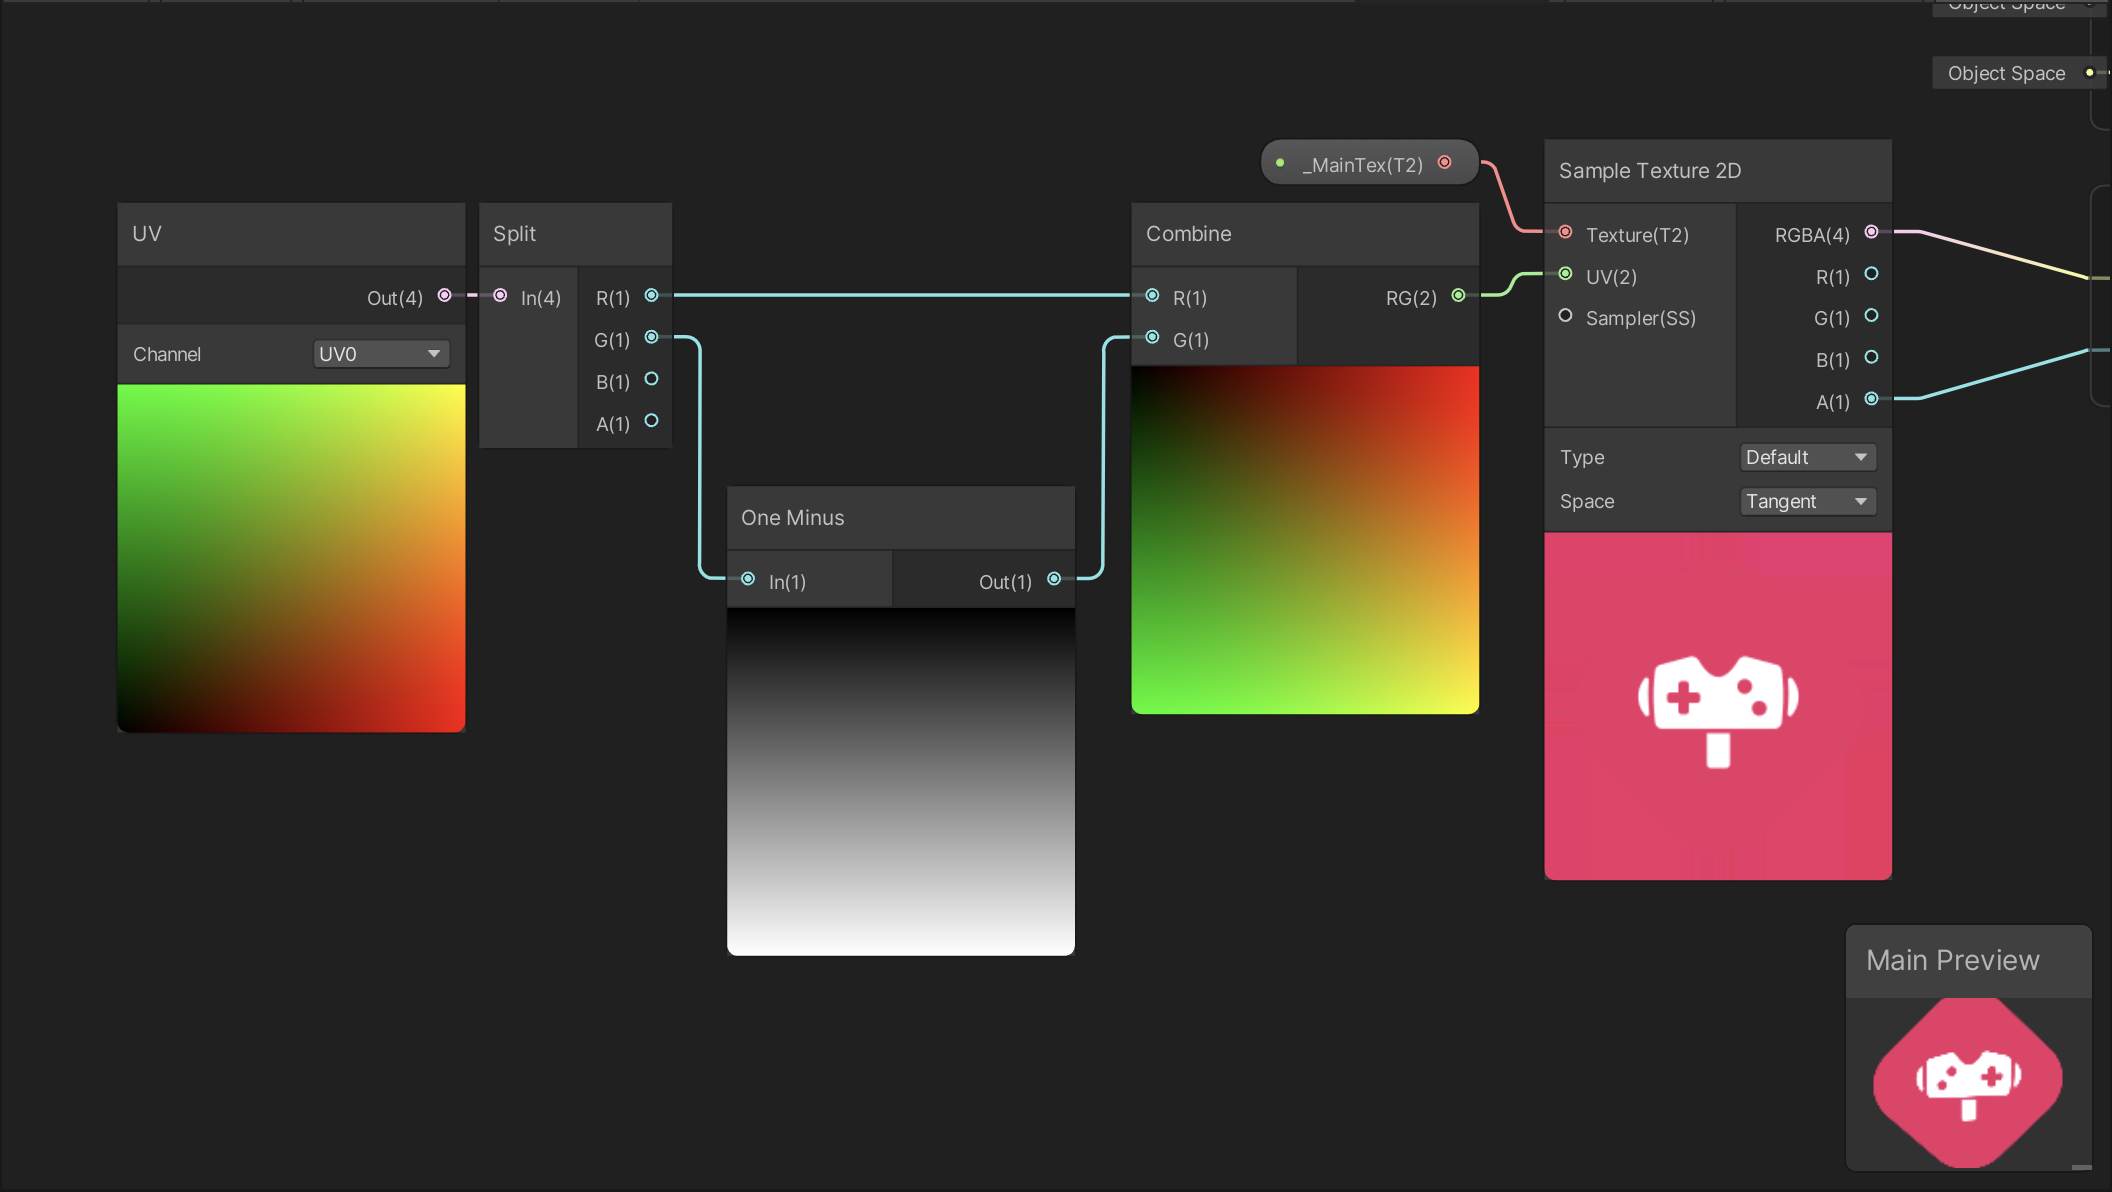 Object Space
Object Space
_MainTex(T2)
Sample Texture 2D
Texture(T2)
UV(2)
Sampler(SS)
RGBA(4)
R(1)
G(1)
B(1)
A(1)
Type
Default
Space
Tangent
UV
Out(4)
Channel
UV0
Split
In(4)
R(1)
G(1)
B(1)
A(1)
Combine
R(1)
G(1)
RG(2)
One Minus
In(1)
Out(1)
Main Preview